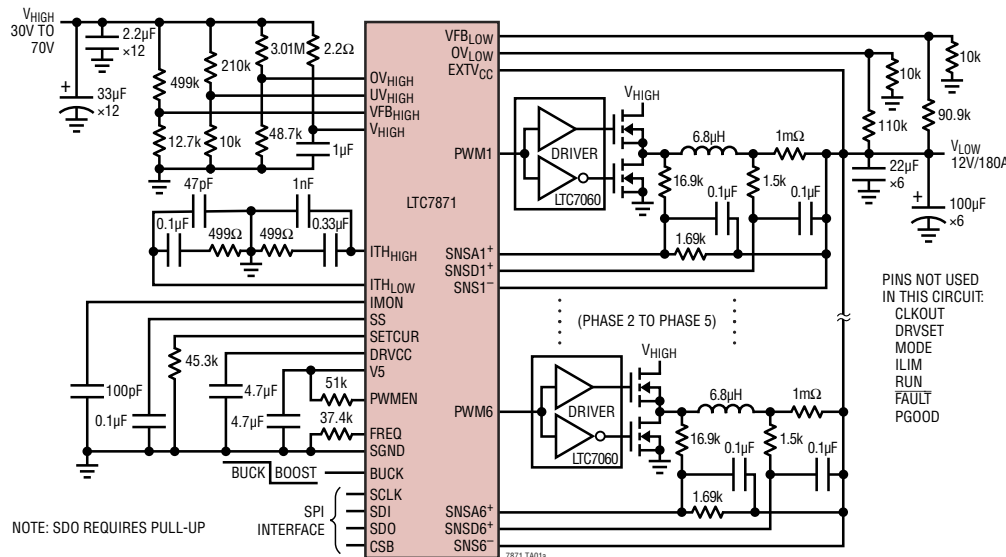 VHIGH
30V TO
70V
2.2µF
×12
33µF
×12
499k
210k
3.01M
2.2Ω
12.7k
10k
48.7k
1µF
47pF
1nF
0.1µF
499Ω
499Ω
0.33µF
OVHIGH
UVHIGH
VFBHIGH
VHIGH
LTC7871
ITHHIGH
ITHLOW
IMON
SS
SETCUR
DRVCC
V5
PWMEN
FREQ
SGND
BUCK
SCLK
SDI
SDO
CSB
45.3k
100pF
0.1µF
4.7µF
4.7µF
51k
37.4k
BUCK
BOOST
SPI
INTERFACE
NOTE: SDO REQUIRES PULL-UP
VFBLOW
OVLOW
EXTVCC
PWM1
SNSA1+
SNSD1+
SNS1–
PWM6
SNSA6+
SNSD6+
SNS6–
VHIGH
DRIVER
LTC7060
6.8µH
1mΩ
16.9k
0.1µF
1.5k
0.1µF
1.69k
10k
10k
110k
90.9k
VLOW
12V/180A
22µF
×6
100µF
×6
(PHASE 2 TO PHASE 5)
VHIGH
DRIVER
LTC7060
6.8µH
1mΩ
16.9k
0.1µF
1.5k
0.1µF
1.69k
PINS NOT USED
IN THIS CIRCUIT:
CLKOUT
DRVSET
MODE
ILIM
RUN
FAULT
PGOOD
7871 TA01a